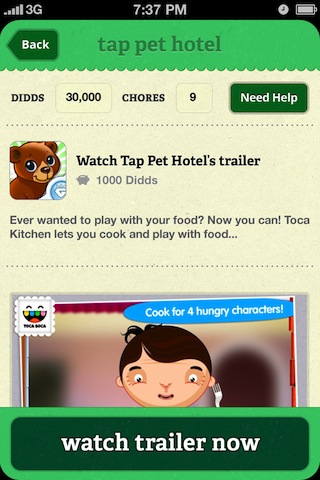 3G 7:37 PM
Back tap pet hotel
DIDDS 30,000 CHORES 9 Need Help
Watch Tap Pet Hotel's trailer
1000 Didds
Ever wanted to play with your food? Now you can! Toca
Kitchen lets you cook and play with food...
TOCA BOCA
Cook for 4 hungry characters!
watch trailer now